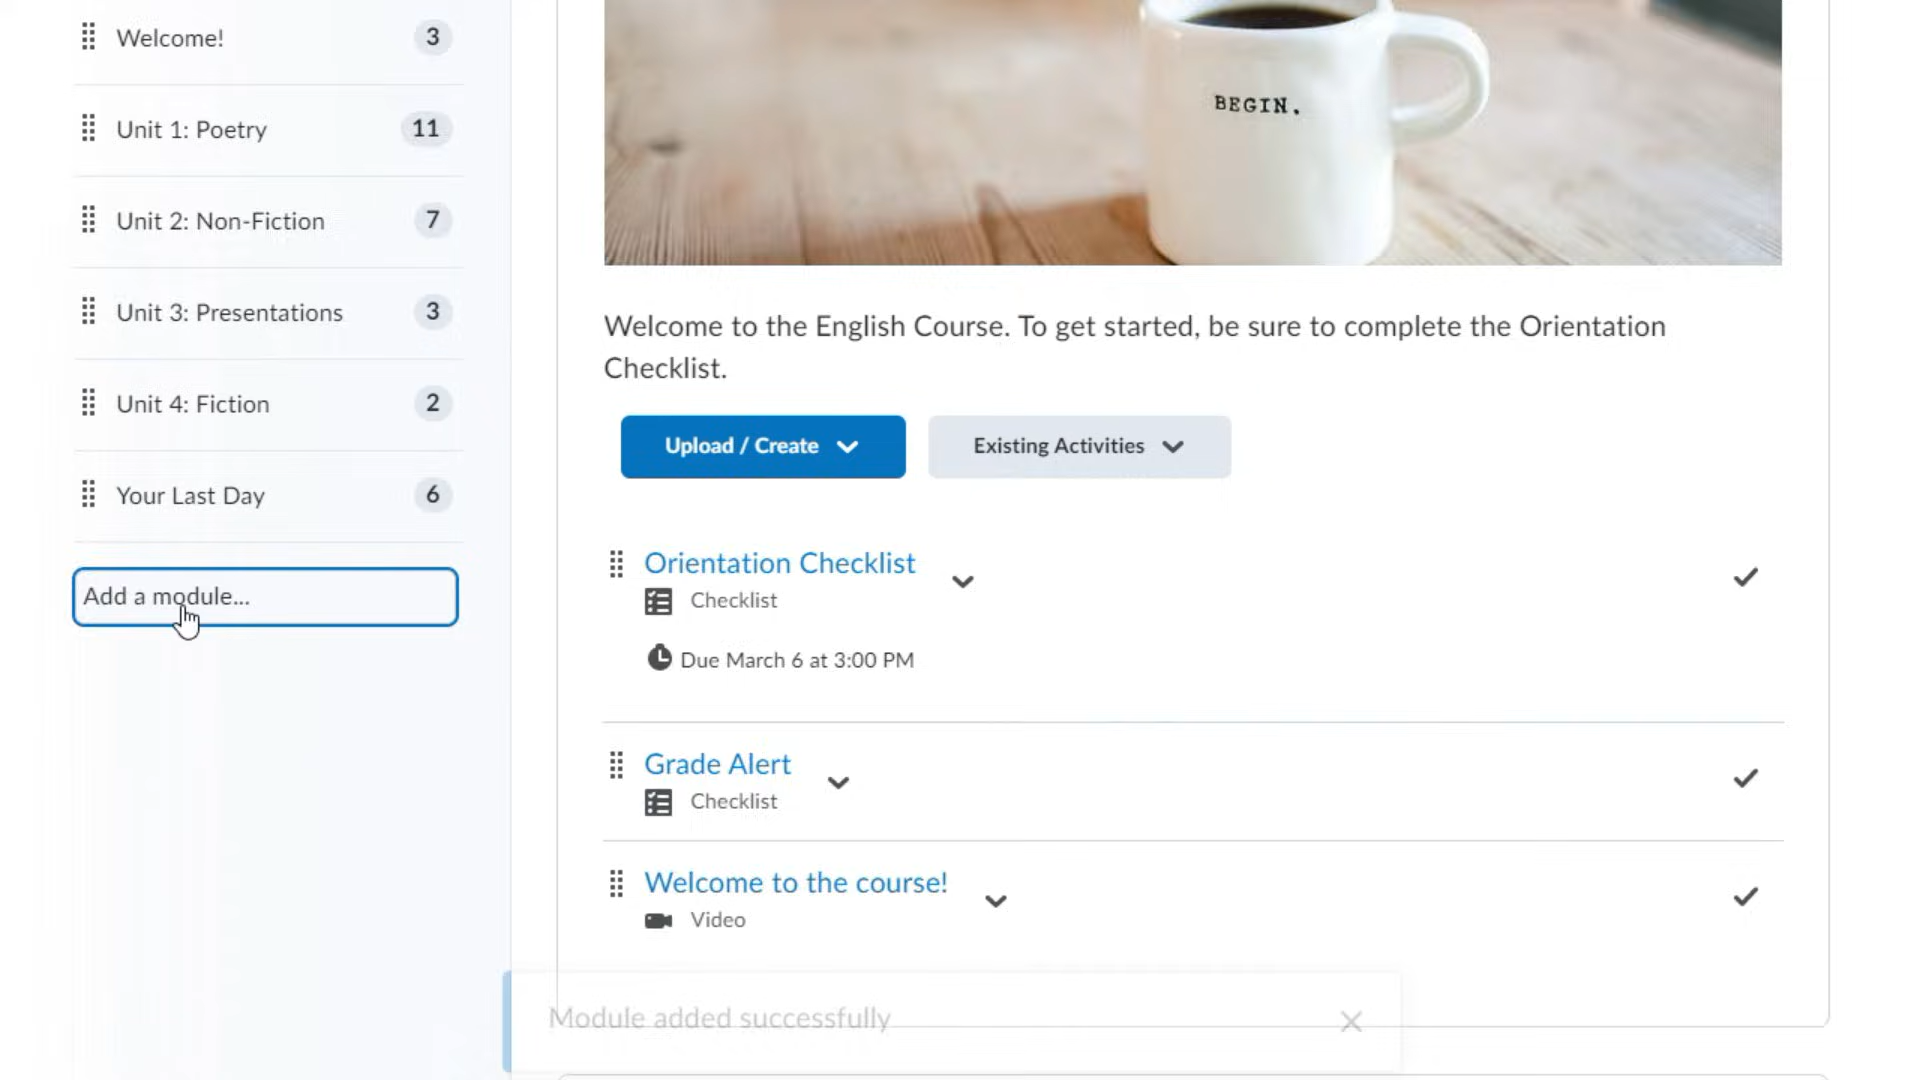 Welcome! 3
Unit 1: Poetry 11
Unit 2: Non-Fiction 7
Unit 3: Presentations 3
Unit 4: Fiction 2
Your Last Day 6
Add a module...
BEGIN.
Welcome to the English Course. To get started, be sure to complete the Orientation
Checklist.
Upload / Create Existing Activities
Orientation Checklist
Checklist
Due March 6 at 3:00 PM
Grade Alert
Checklist
Welcome to the course!
Video
Module added successfully